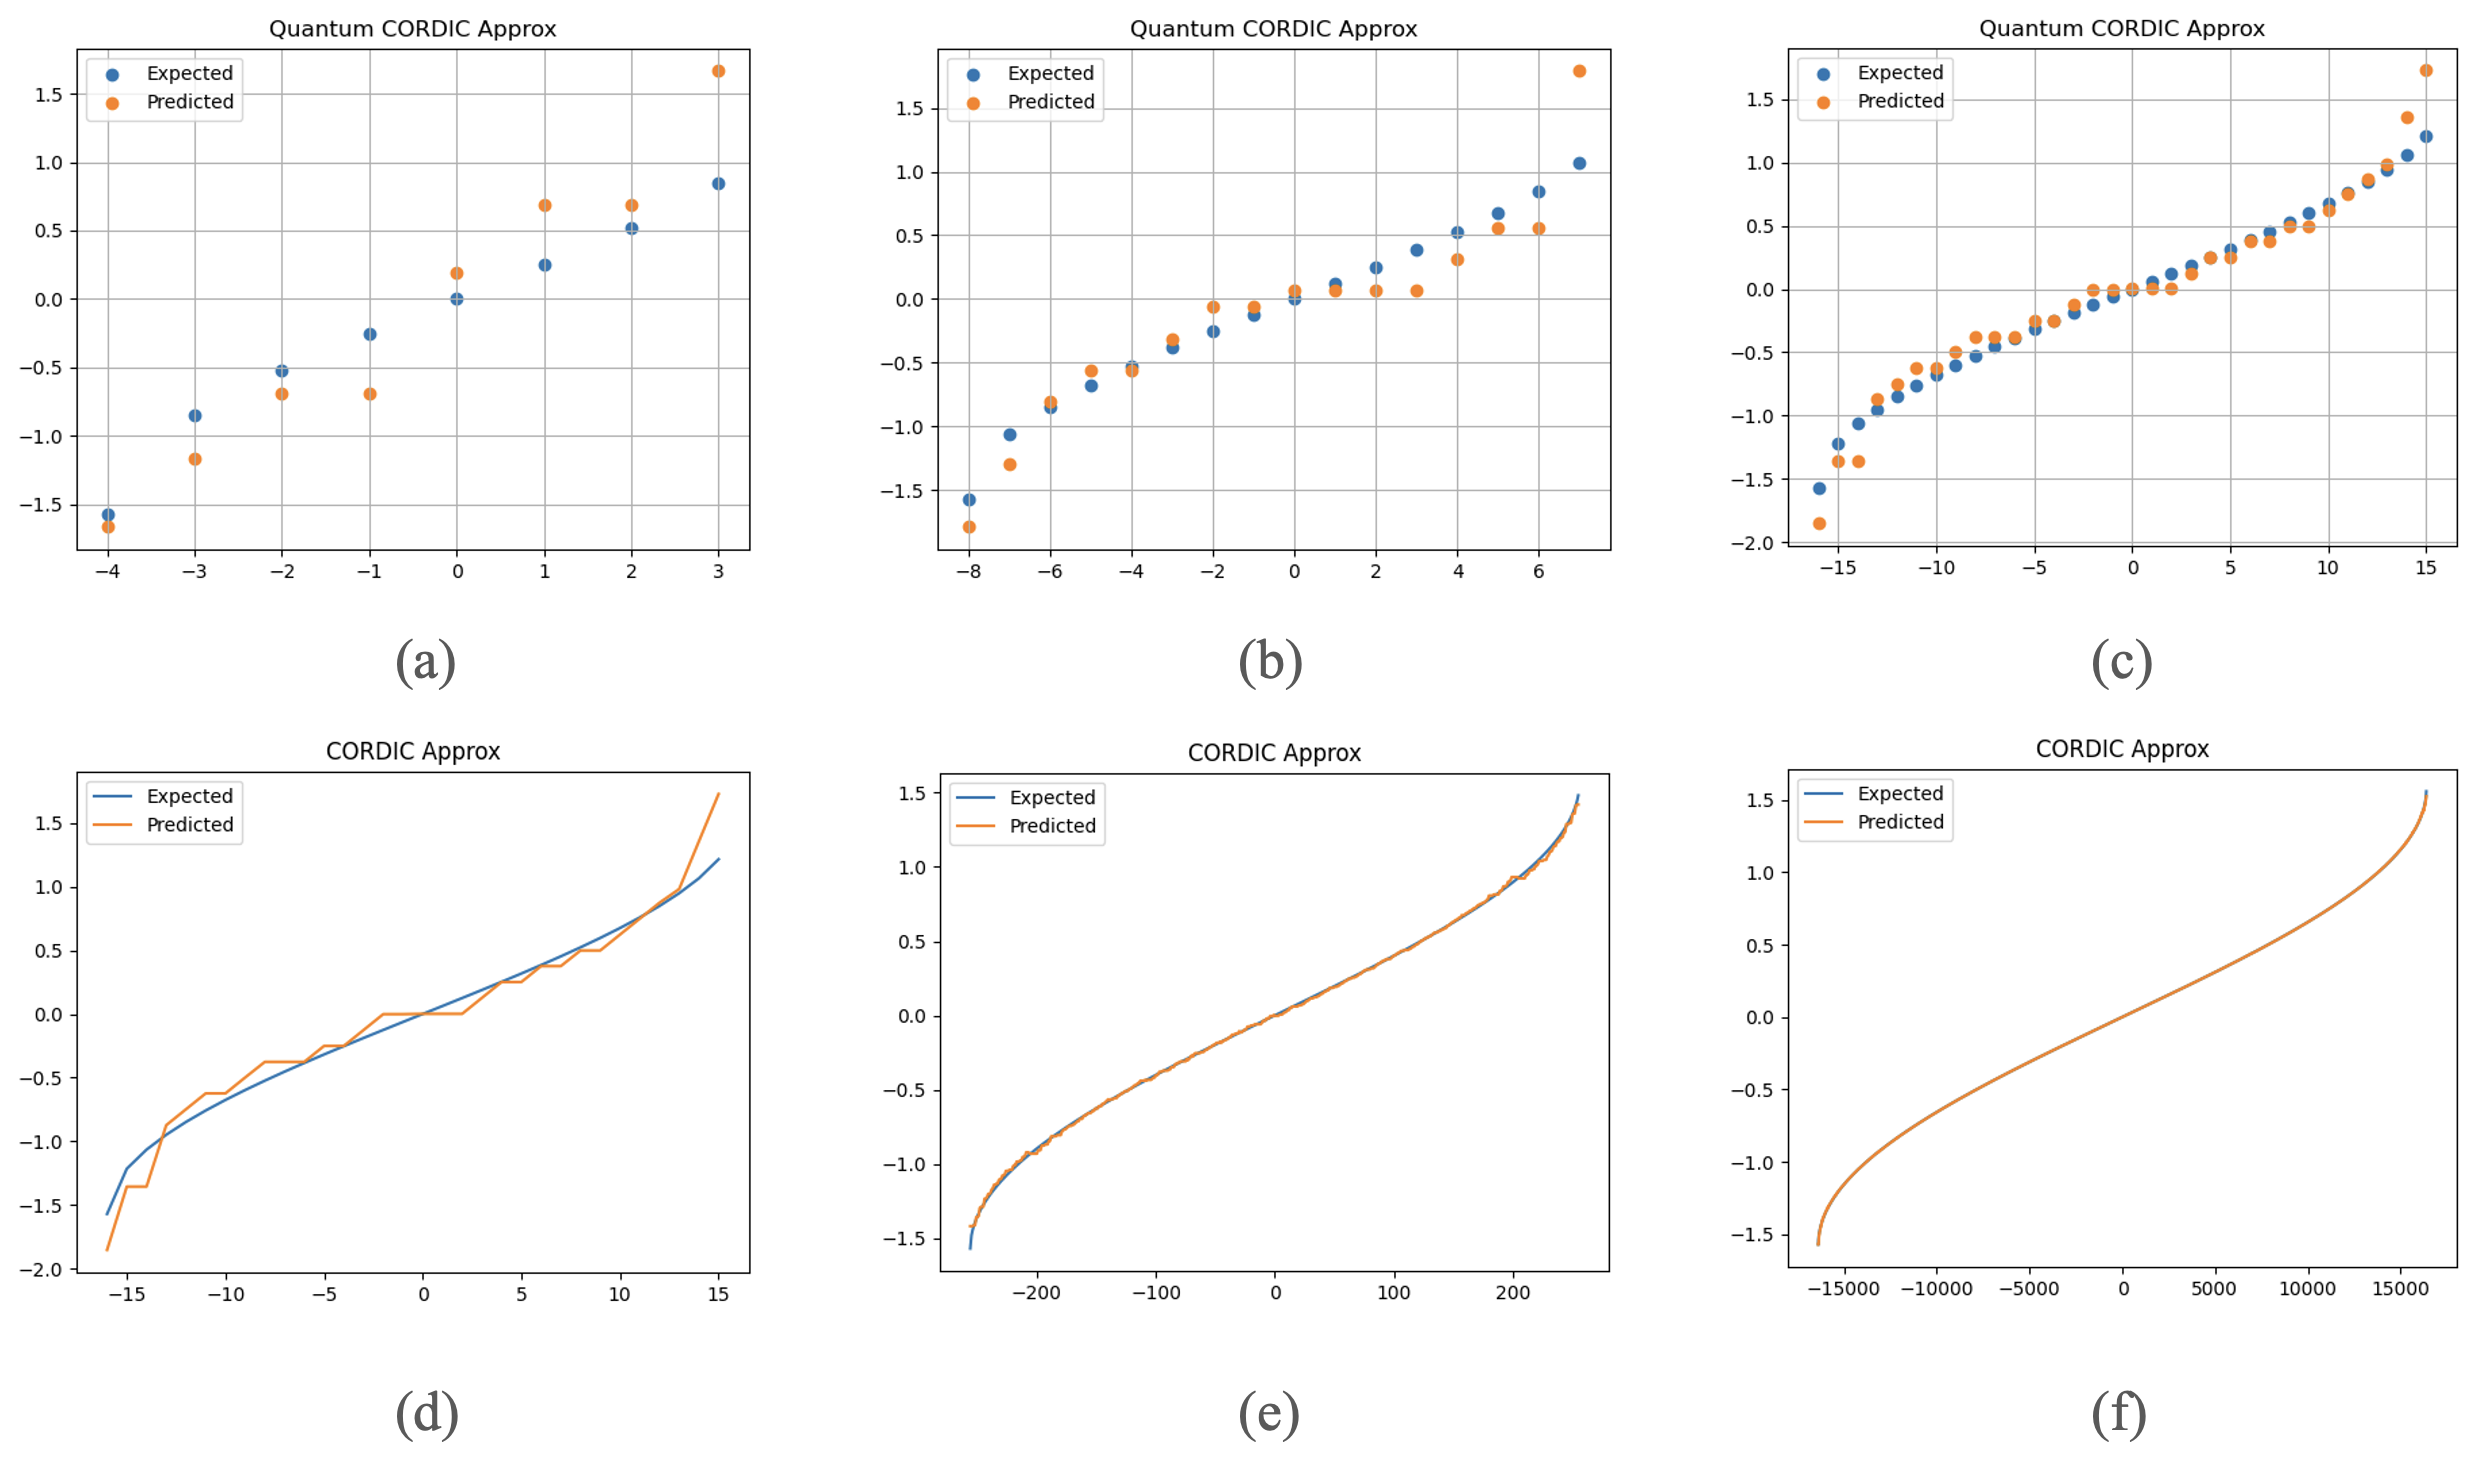 Quantum CORDIC Approx
Expected
Predicted
1.5
1.0
0.5
0.0
−0.5
−1.0
−1.5
−4 −3 −2 −1 0 1 2 3
(a)
Quantum CORDIC Approx
Expected
Predicted
1.5
1.0
0.5
0.0
−0.5
−1.0
−1.5
−8 −6 −4 −2 0 2 4 6
(b)
Quantum CORDIC Approx
Expected
Predicted
1.5
1.0
0.5
0.0
−0.5
−1.0
−1.5
−2.0
−15 −10 −5 0 5 10 15
(c)
CORDIC Approx
Expected
Predicted
1.5
1.0
0.5
0.0
−0.5
−1.0
−1.5
−2.0
−15 −10 −5 0 5 10 15
(d)
CORDIC Approx
Expected
Predicted
1.5
1.0
0.5
0.0
−0.5
−1.0
−1.5
−200 −100 0 100 200
(e)
CORDIC Approx
Expected
Predicted
1.5
1.0
0.5
0.0
−0.5
−1.0
−1.5
−15000 −10000 −5000 0 5000 10000 15000
(f)